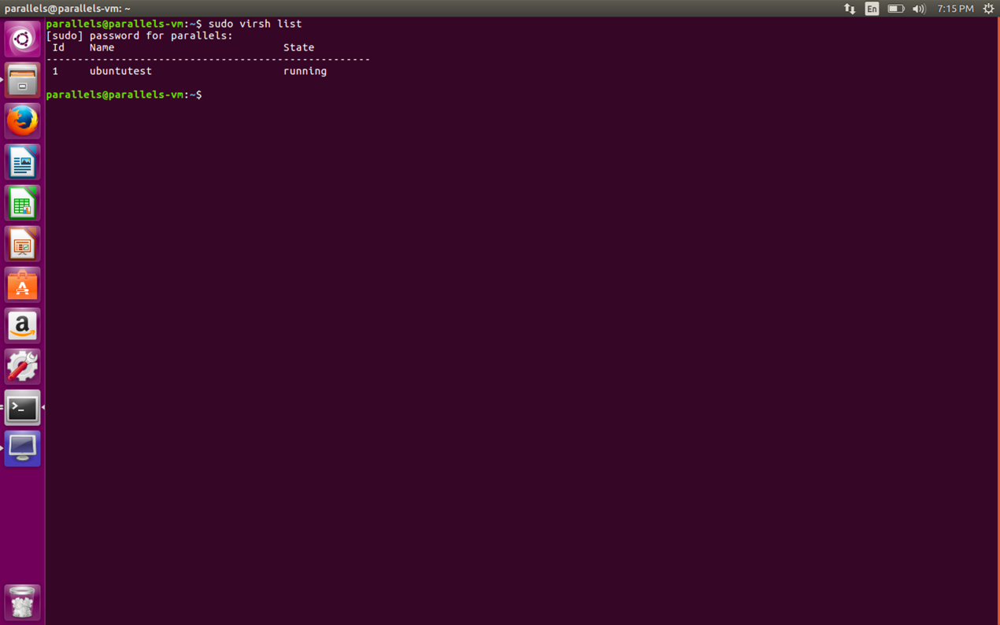 parallels@parallels-vm: ~
En
7:15 PM
parallels@parallels-vm:~$ sudo virsh list
[sudo] password for parallels:
 Id    Name                           State
----------------------------------------------------
 1     ubuntutest                     running
parallels@parallels-vm:~$